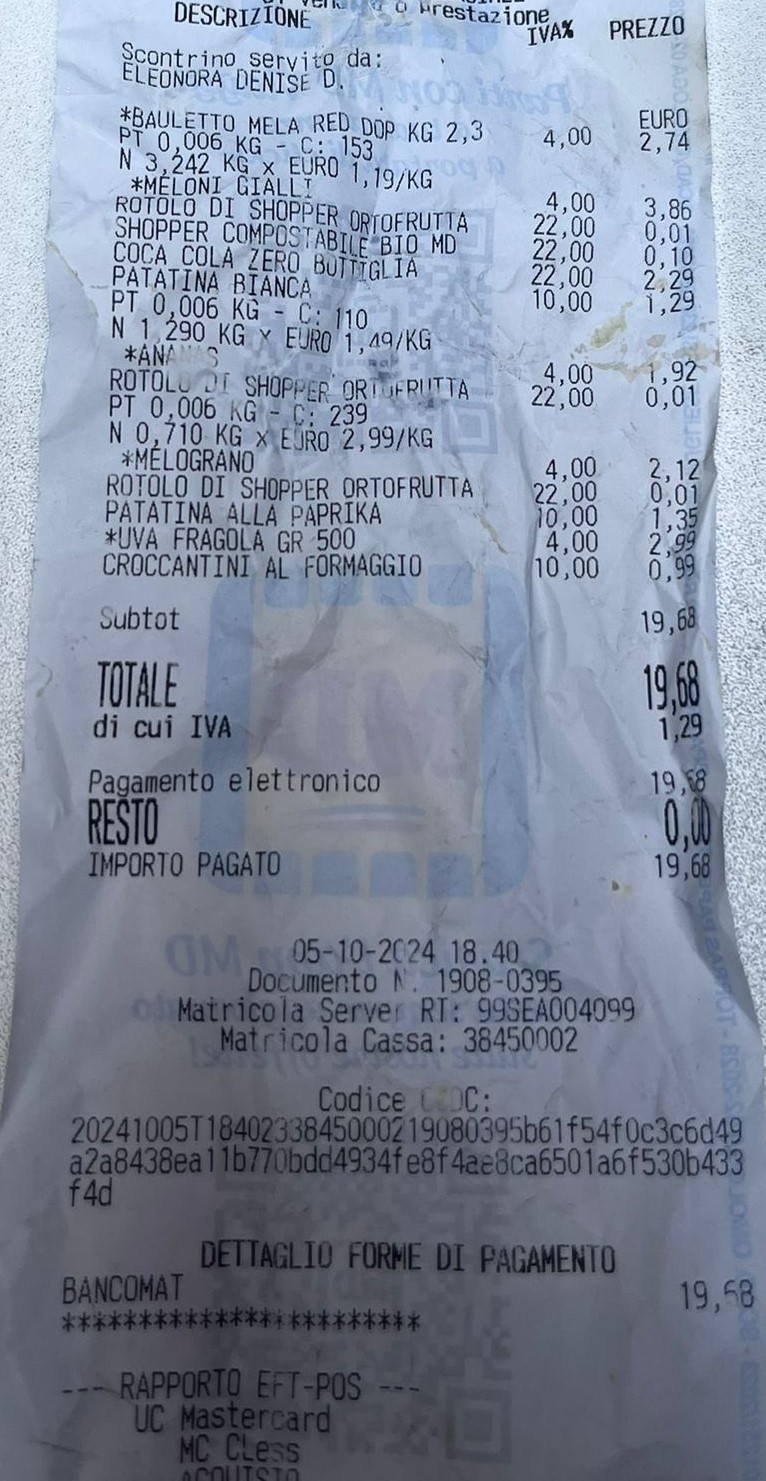 o prestazione
DESCRIZIONE IVA% PREZZO
Scontrino servito da:
ELEONORA DENISE D.
EURO
*BAULETTO MELA RED DOP KG 2,3 4,00 2,74
PT 0,006 KG - C: 153
N 3,242 KG x EURO 1,19/KG
*MELONI GIALLI 4,00 3,86
ROTOLO DI SHOPPER ORTOFRUTTA 22,00 0,01
SHOPPER COMPOSTABILE BIO MD 22,00 0,10
COCA COLA ZERO BOTTIGLIA 22,00 2,29
PATATINA BIANCA 10,00 1,29
PT 0,006 KG - C: 110
N 1,290 KG x EURO 1,49/KG
*ANANAS 4,00 1,92
ROTOLO DI SHOPPER ORTOFRUTTA 22,00 0,01
PT 0,006 KG - C: 239
N 0,710 KG x EURO 2,99/KG
*MELOGRANO 4,00 2,12
ROTOLO DI SHOPPER ORTOFRUTTA 22,00 0,01
PATATINA ALLA PAPRIKA 10,00 1,35
*UVA FRAGOLA GR 500 4,00 2,99
CROCCANTINI AL FORMAGGIO 10,00 0,99
Subtot 19,68
TOTALE 19,68
di cui IVA 1,29
Pagamento elettronico 19,68
RESTO 0,00
IMPORTO PAGATO 19,68
05-10-2024 18.40
Documento N. 1908-0395
Matricola Server RT: 99SEA004099
Matricola Cassa: 38450002
Codice
20241005T1840233845000219080395b61f54f0c3c6d49
a2a8438ea11b770bdd4934fe8f4ae8ca6501a6f530b433
f4d
DETTAGLIO FORME DI PAGAMENTO
BANCOMAT 19,68
*************************
--- RAPPORTO EFT-POS ---
UC Mastercard
MC CLess
ACQUISTO